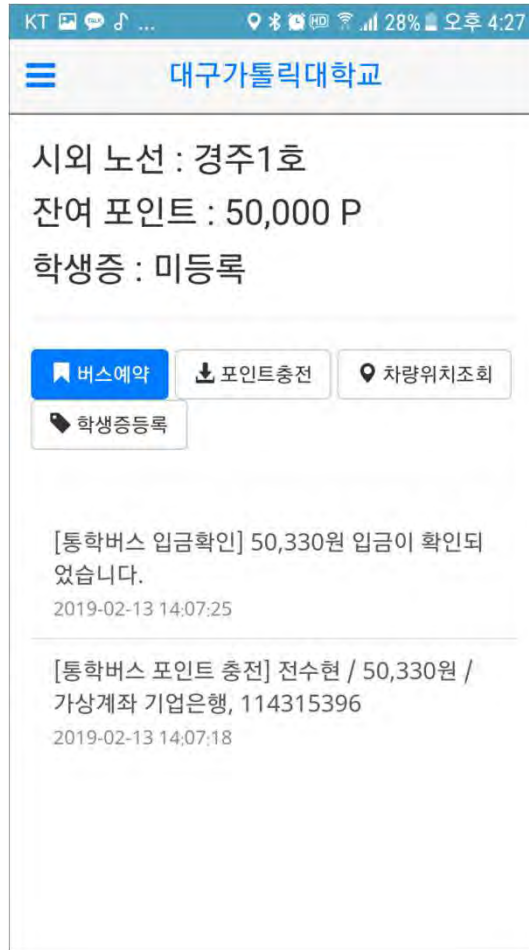 KT ... HD 28% 오후 4:27
대구가톨릭대학교
시외 노선 : 경주1호
잔여 포인트 : 50,000 P
학생증 : 미등록
버스예약 포인트충전 차량위치조회
학생증등록
[통학버스 입금확인] 50,330원 입금이 확인되
었습니다.
2019-02-13 14:07:25
[통학버스 포인트 충전] 전수현 / 50,330원 /
가상계좌 기업은행, 114315396
2019-02-13 14:07:18